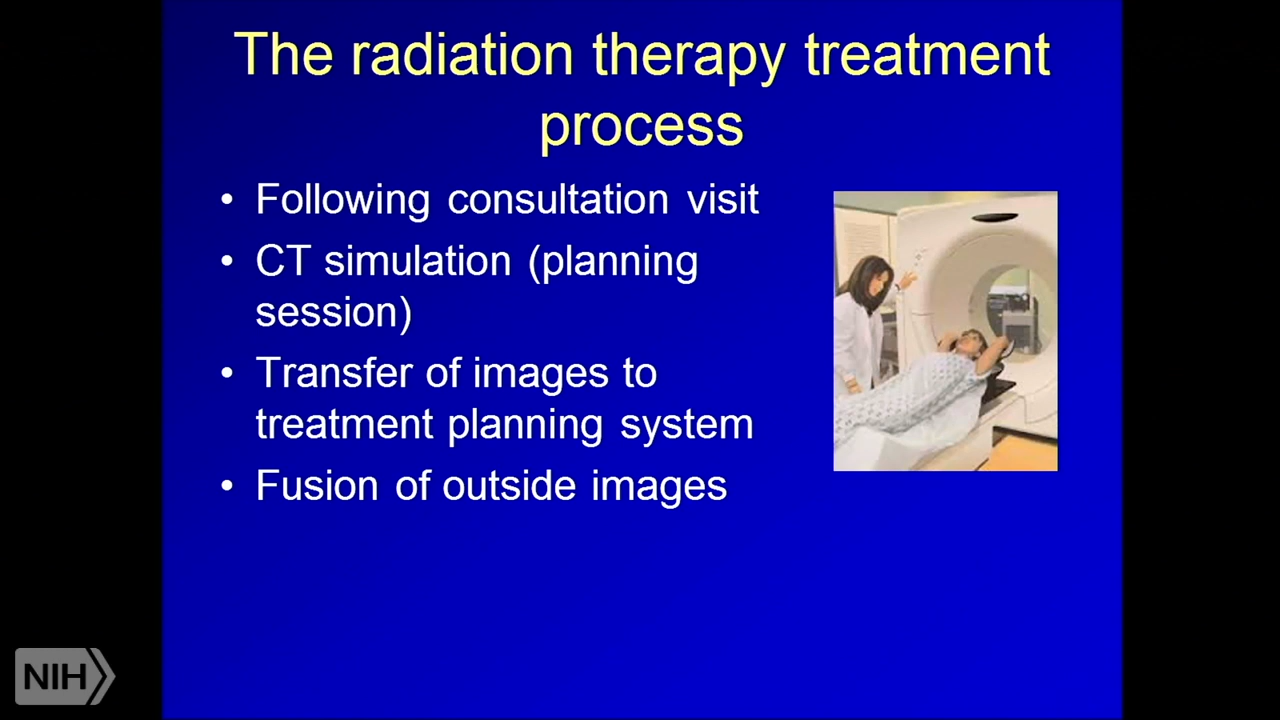 The radiation therapy treatment
process
• Following consultation visit
• CT simulation (planning
session)
• Transfer of images to
treatment planning system
• Fusion of outside images
NIH